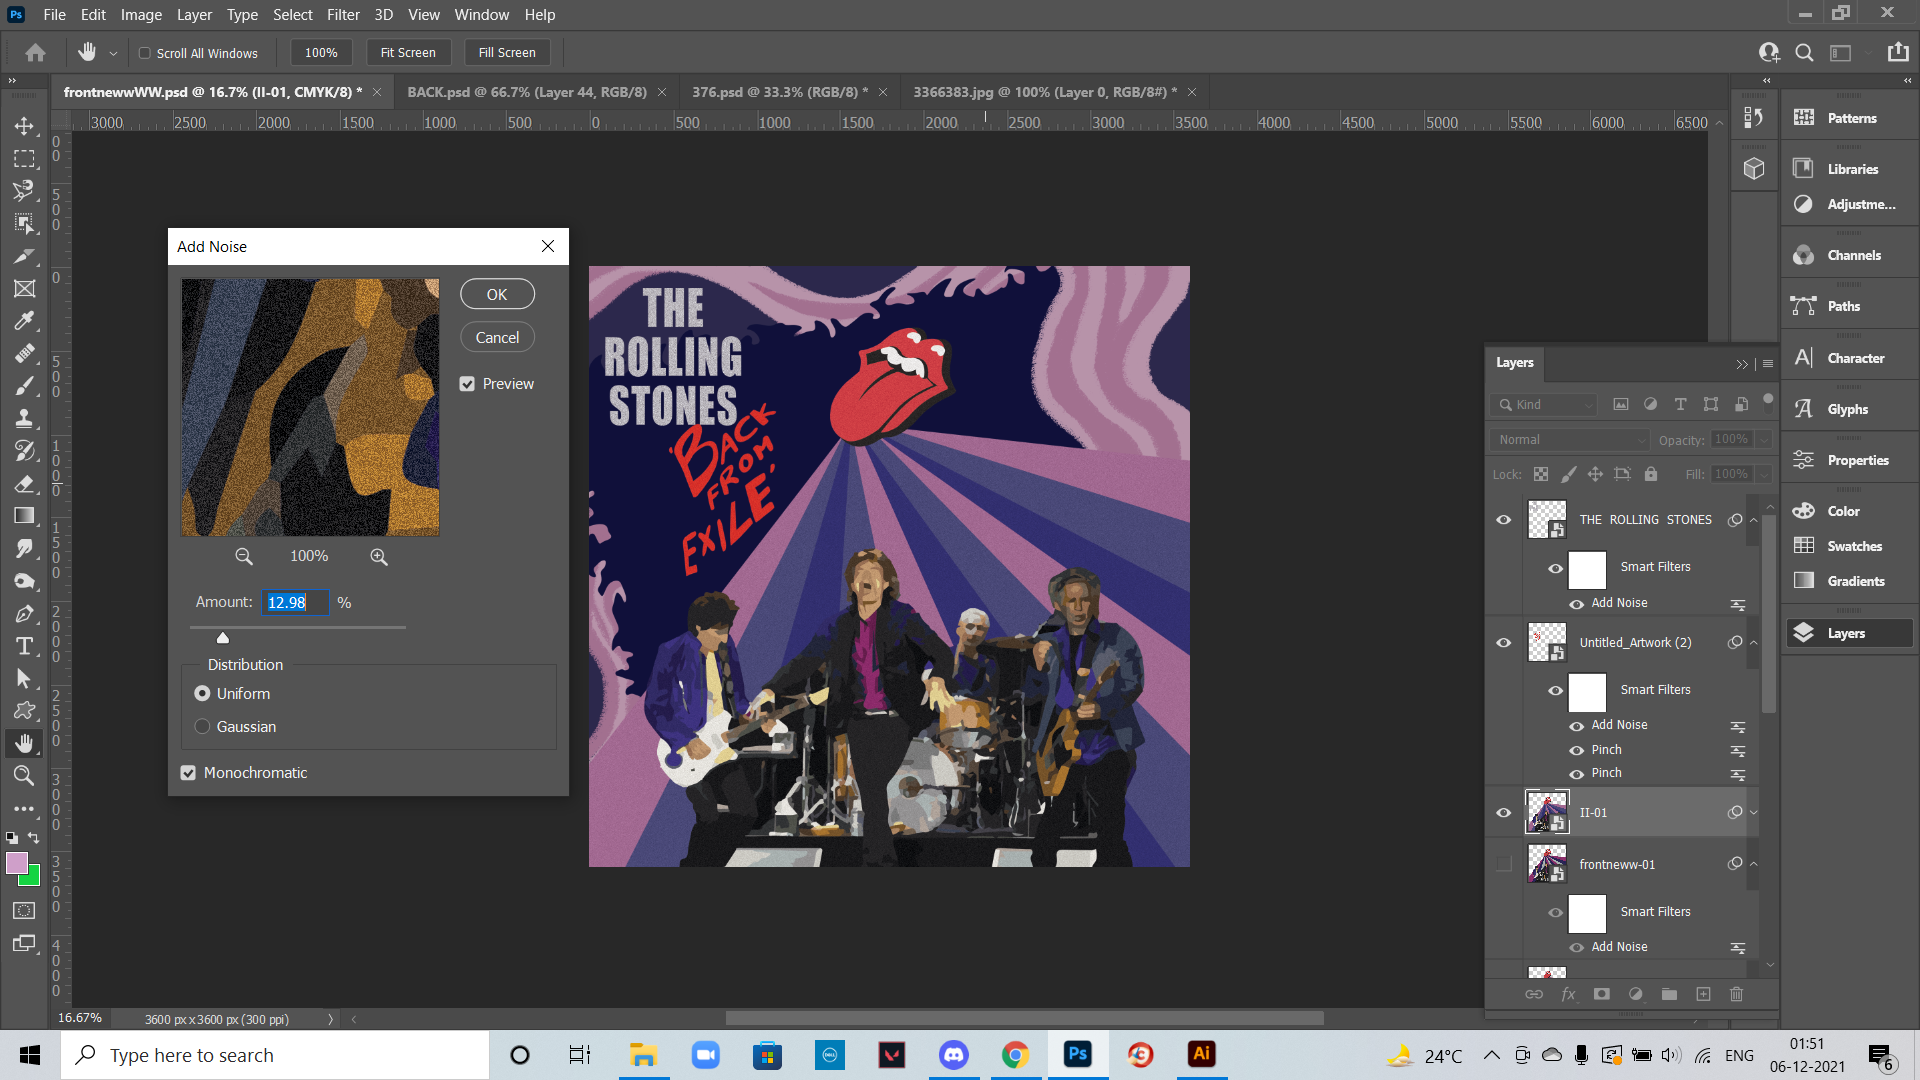 Ps File Edit Image Layer Type Select Filter 3D View Window Help
Scroll All Windows 100% Fit Screen Fill Screen
frontnewwWW.psd @ 16.7% (II-01, CMYK/8) * BACK.psd @ 66.7% (Layer 44, RGB/8) 376.psd @ 33.3% (RGB/8) * 3366383.jpg @ 100% (Layer 0, RGB/8#) *
3000 2500 2000 1500 1000 500 0 500 1000 1500 2000 2500 3000 3500 4000 4500 5000 5500 6000 6500
Add Noise
OK
Cancel
Preview
100%
Amount: 12.98 %
Distribution
Uniform
Gaussian
Monochromatic
THE
ROLLING
STONES
'BACK
FROM
EXILE'
Patterns
Libraries
Adjustme...
Channels
Paths
Character
Glyphs
Properties
Color
Swatches
Gradients
Layers
Layers
Kind
Normal Opacity: 100%
Lock: Fill: 100%
THE ROLLING STONES
Smart Filters
Add Noise
Untitled_Artwork (2)
Smart Filters
Add Noise
Pinch
Pinch
II-01
frontneww-01
Smart Filters
Add Noise
fx
16.67% 3600 px x 3600 px (300 ppi)
Type here to search
DELL
Ps
Ai
24°C
ENG
01:51
06-12-2021
6